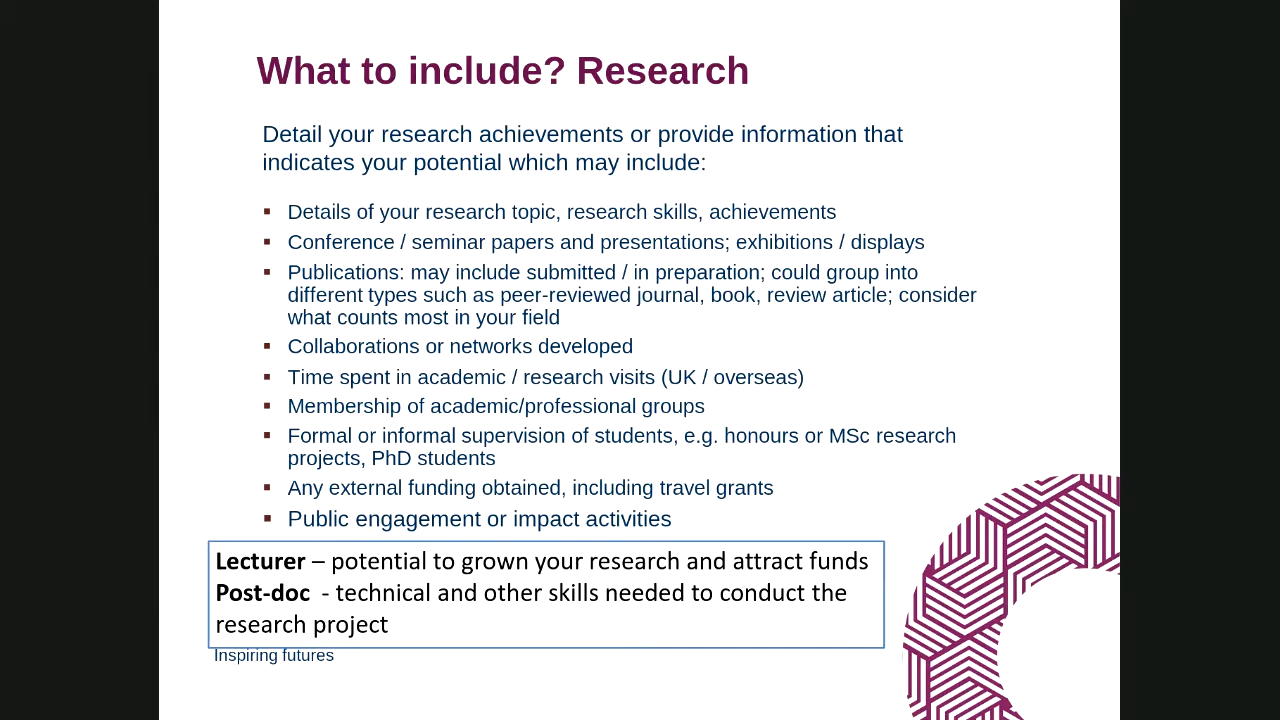 What to include? Research
Detail your research achievements or provide information that
indicates your potential which may include:
▪ Details of your research topic, research skills, achievements
▪ Conference / seminar papers and presentations; exhibitions / displays
▪ Publications: may include submitted / in preparation; could group into
different types such as peer-reviewed journal, book, review article; consider
what counts most in your field
▪ Collaborations or networks developed
▪ Time spent in academic / research visits (UK / overseas)
▪ Membership of academic/professional groups
▪ Formal or informal supervision of students, e.g. honours or MSc research
projects, PhD students
▪ Any external funding obtained, including travel grants
▪ Public engagement or impact activities
Lecturer – potential to grown your research and attract funds
Post-doc  - technical and other skills needed to conduct the
research project
Inspiring futures